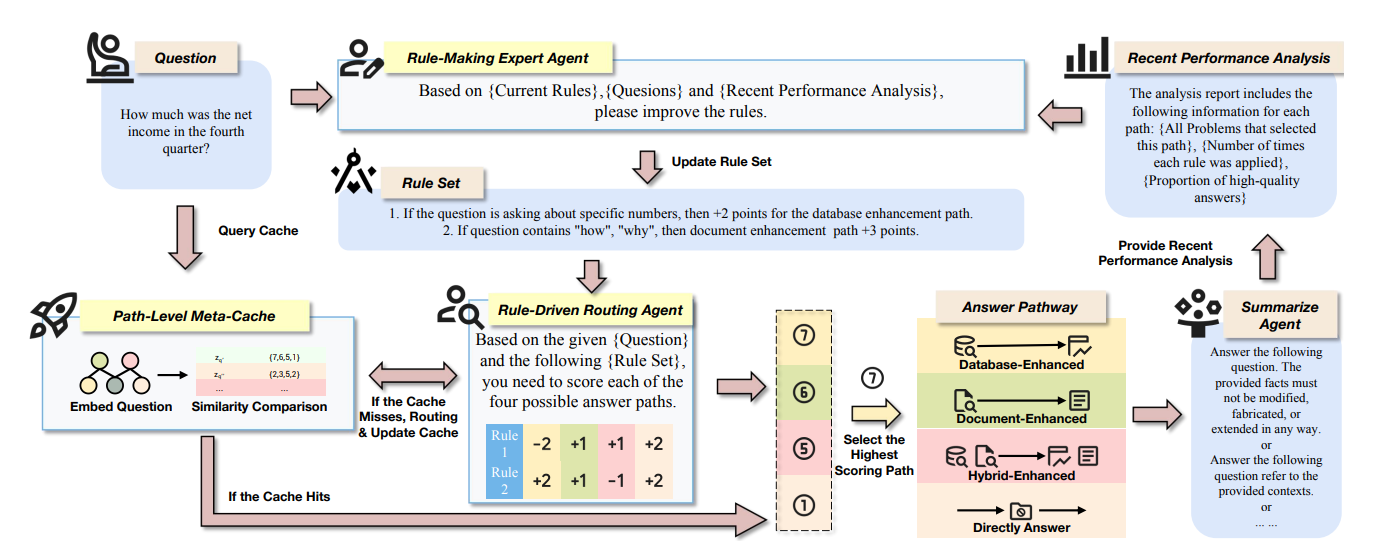 Question
How much was the net
income in the fourth
quarter?
Rule-Making Expert Agent
Based on {Current Rules},{Quesions} and {Recent Performance Analysis},
please improve the rules.
Recent Performance Analysis
The analysis report includes the
following information for each
path: {All Problems that selected
this path}, {Number of times
each rule was applied},
{Proportion of high-quality
answers}
Update Rule Set
Rule Set
1. If the question is asking about specific numbers, then +2 points for the database enhancement path.
2. If question contains "how", "why", then document enhancement path +3 points.
Query Cache
Provide Recent
Performance Analysis
Path-Level Meta-Cache
Embed Question
Similarity Comparison
{7,6,5,1}
{2,3,5,2}
... ...
If the Cache
Misses, Routing
& Update Cache
If the Cache Hits
Rule-Driven Routing Agent
Based on the given {Question}
and the following {Rule Set},
you need to score each of the
four possible answer paths.
Rule 1 −2 +1 +1 +2
Rule 2 +2 +1 −1 +2
7
6
5
1
7
Select the
Highest
Scoring Path
Answer Pathway
Database-Enhanced
Document-Enhanced
Hybrid-Enhanced
Directly Answer
Summarize
Agent
Answer the following
question. The
provided facts must
not be modified,
fabricated, or
extended in any way.
or
Answer the following
question refer to the
provided contexts.
or
... ...